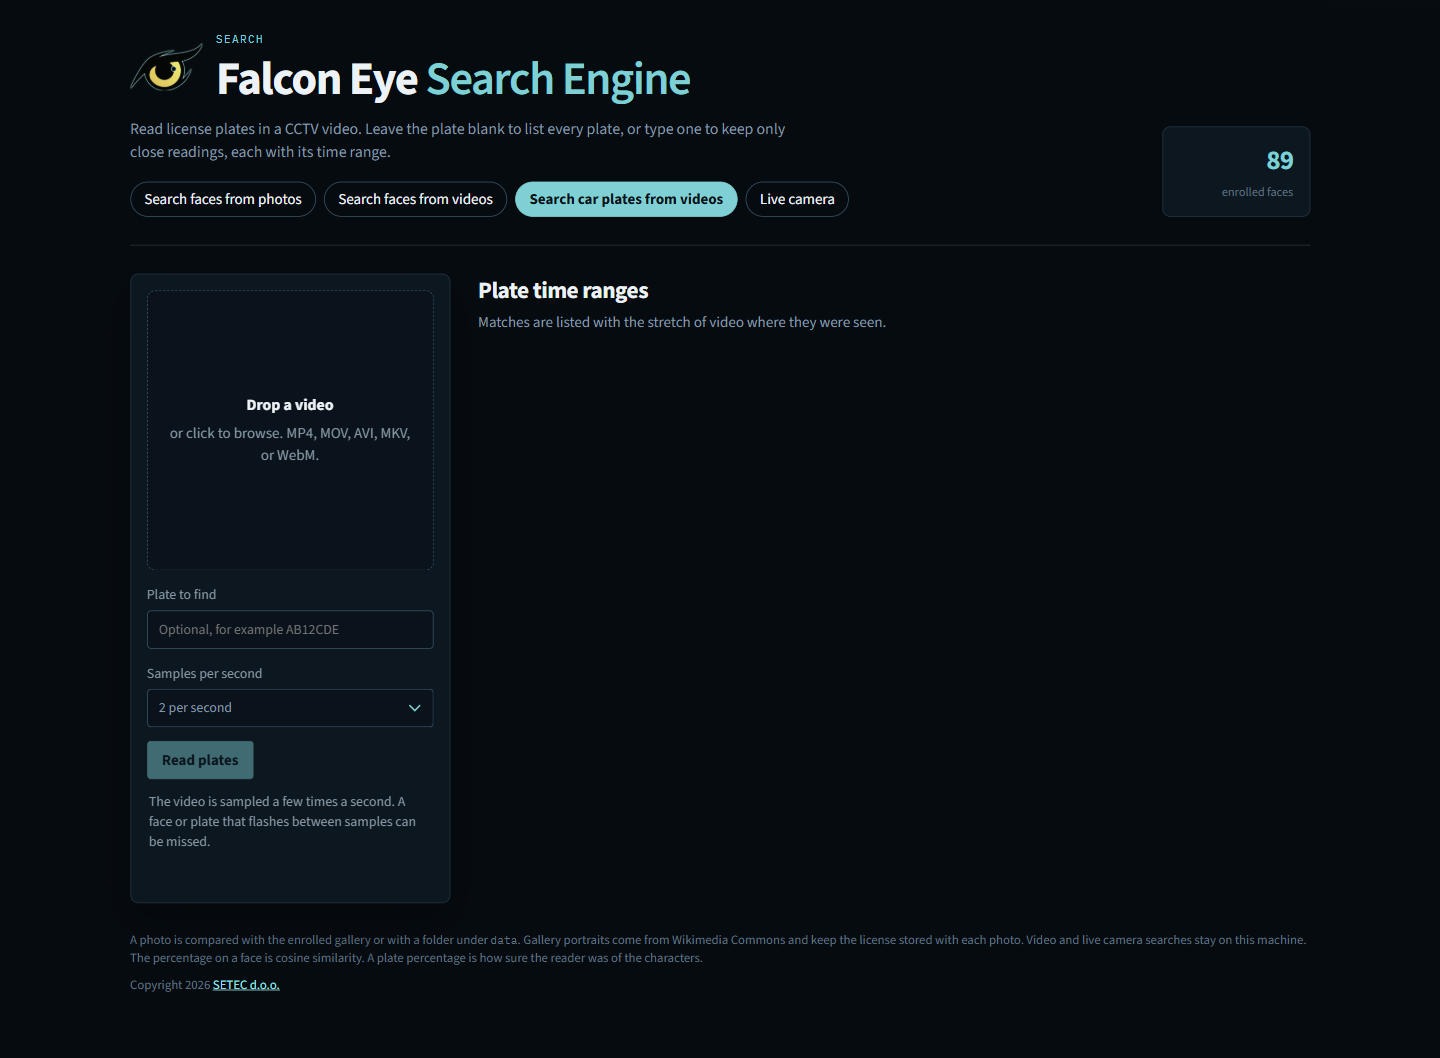 SEARCH
Falcon Eye Search Engine
Read license plates in a CCTV video. Leave the plate blank to list every plate, or type one to keep only
close readings, each with its time range.
89
enrolled faces
Search faces from photos
Search faces from videos
Search car plates from videos
Live camera
Drop a video
or click to browse. MP4, MOV, AVI, MKV,
or WebM.
Plate to find
Optional, for example AB12CDE
Samples per second
2 per second
Read plates
The video is sampled a few times a second. A
face or plate that flashes between samples can
be missed.
Plate time ranges
Matches are listed with the stretch of video where they were seen.
A photo is compared with the enrolled gallery or with a folder under data. Gallery portraits come from Wikimedia Commons and keep the license stored with each photo. Video and live camera searches stay on this machine.
The percentage on a face is cosine similarity. A plate percentage is how sure the reader was of the characters.
Copyright 2026 SETEC d.o.o.